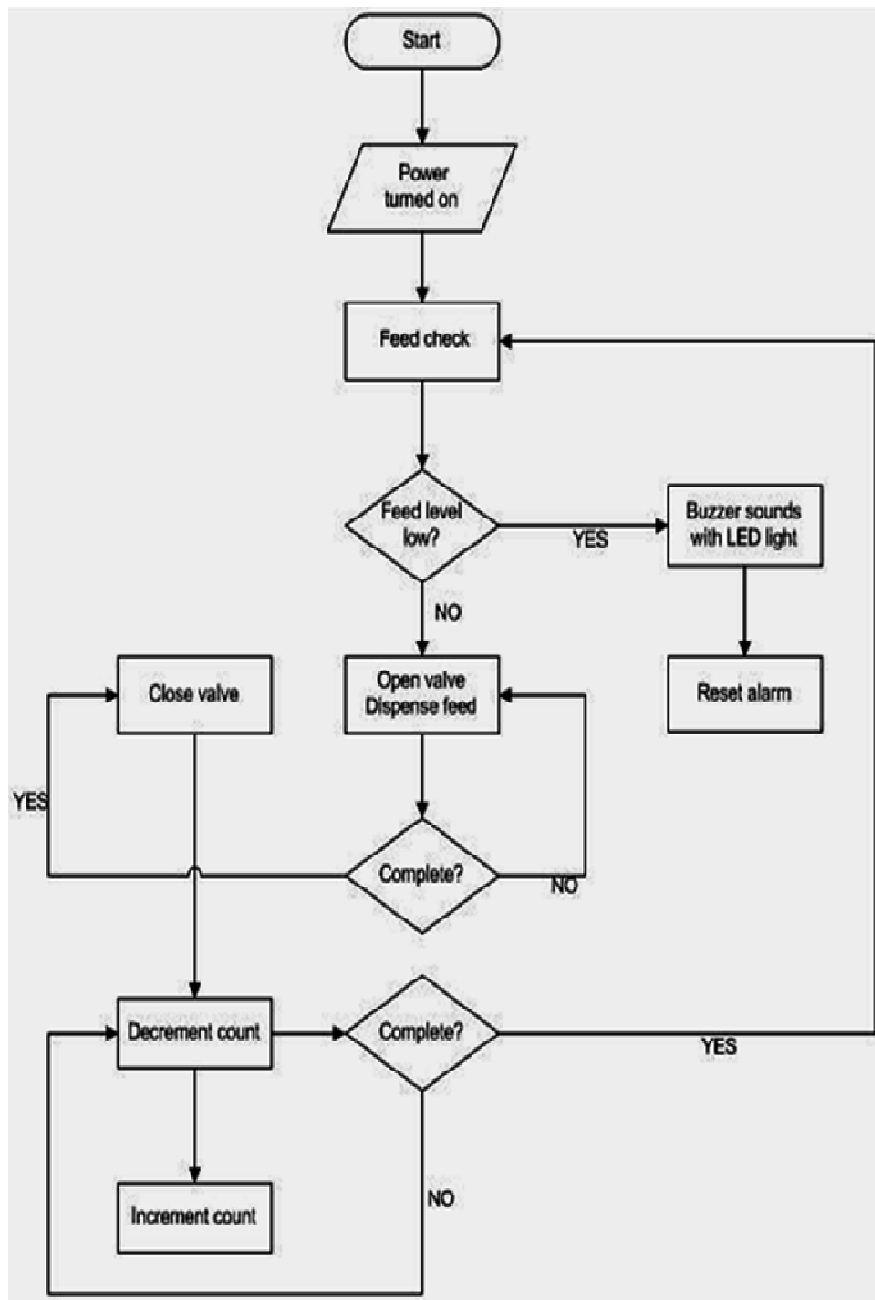 Start
Power
turned on
Feed check
Feed level
low?
YES
Buzzer sounds
with LED light
NO
Close valve
Open valve
Dispense feed
Reset alarm
YES
Complete?
NO
Decrement count
Complete?
YES
NO
Increment count